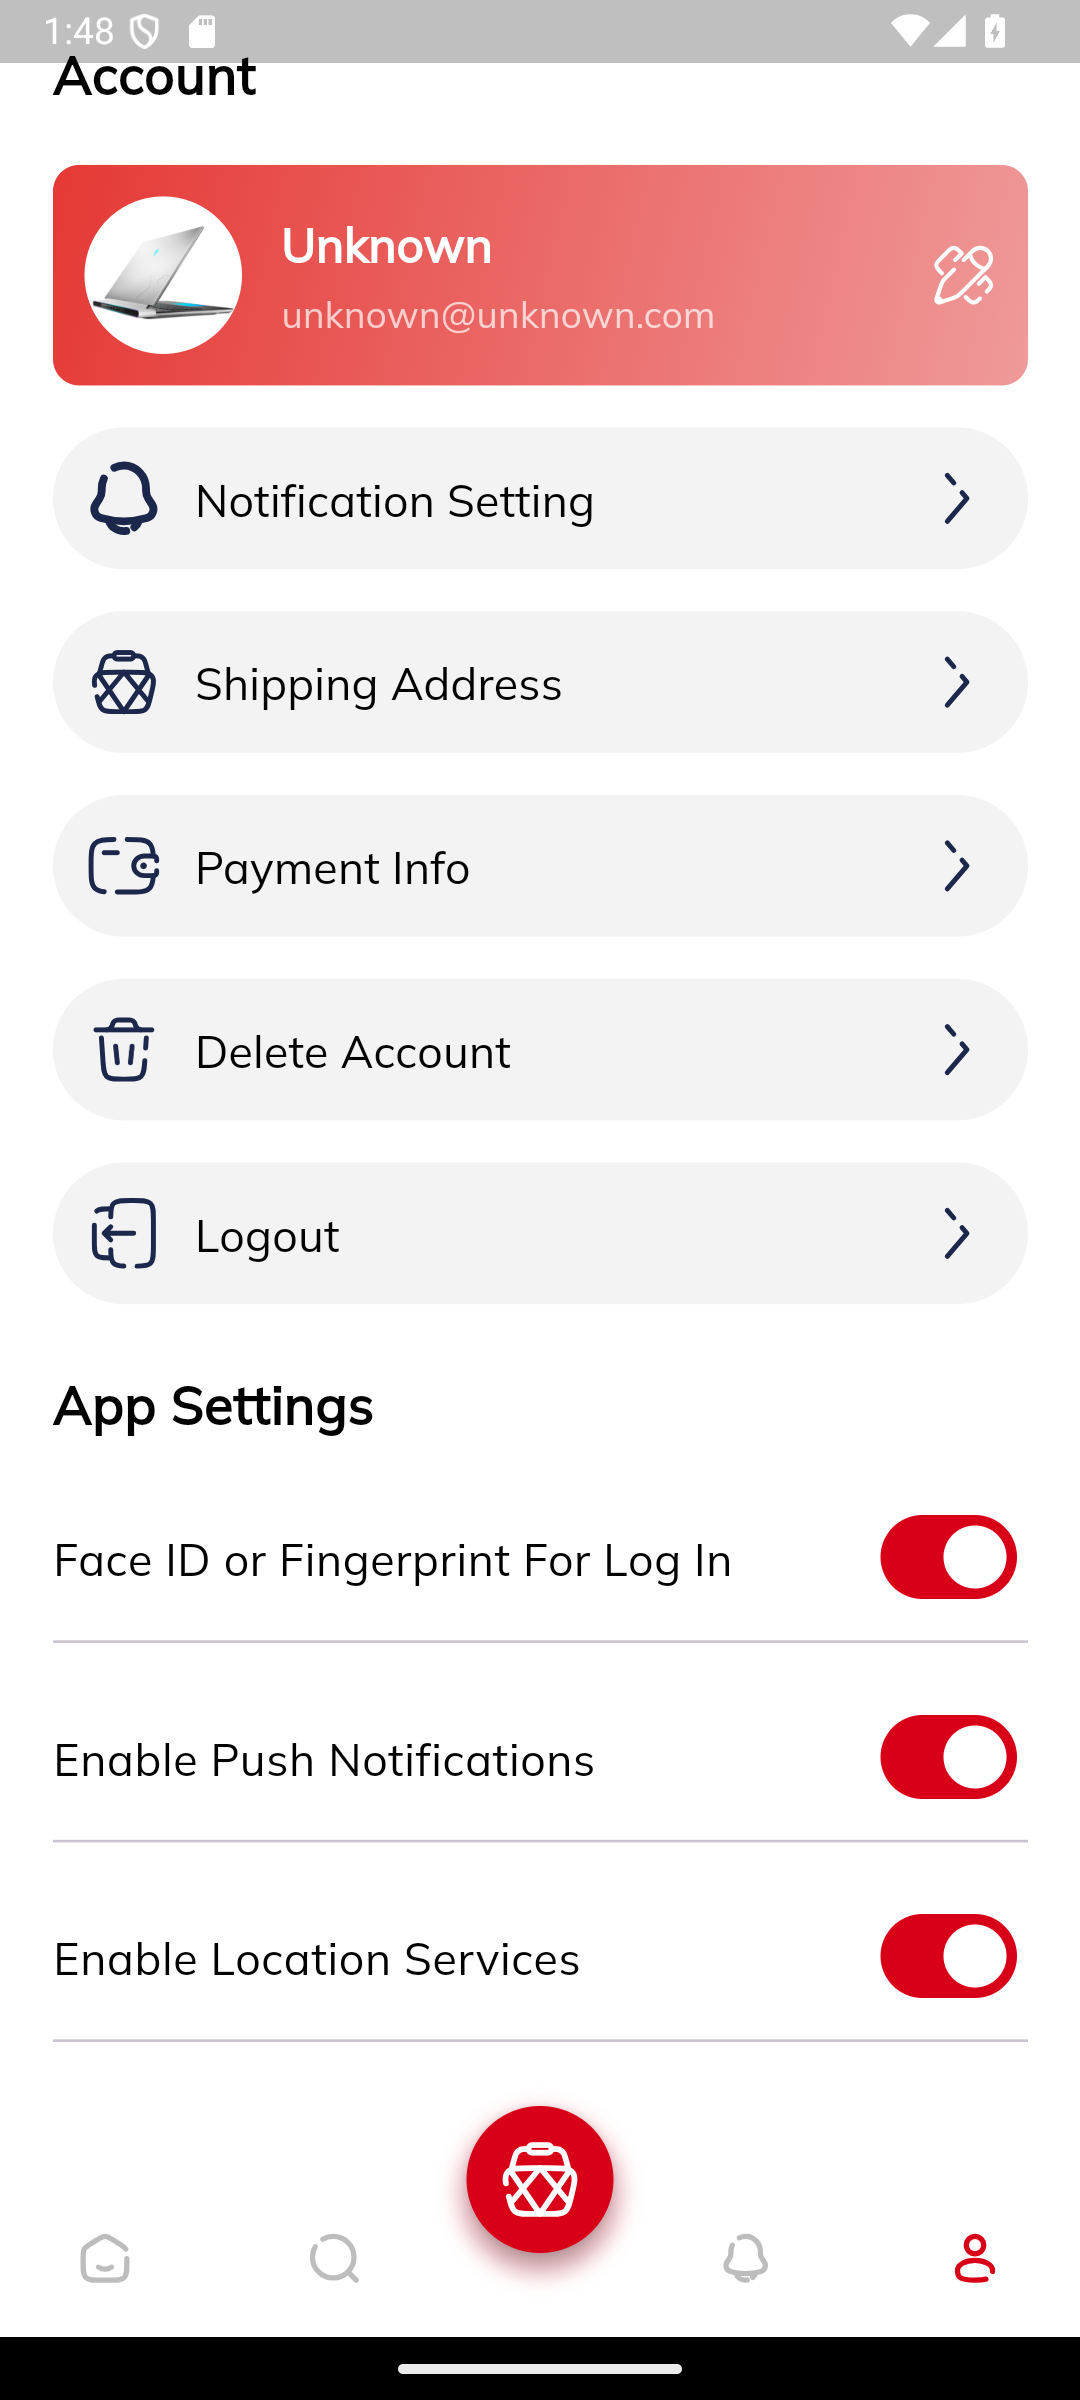 1:48
Account
Unknown
unknown@unknown.com
Notification Setting
Shipping Address
Payment Info
Delete Account
Logout
App Settings
Face ID or Fingerprint For Log In
Enable Push Notifications
Enable Location Services